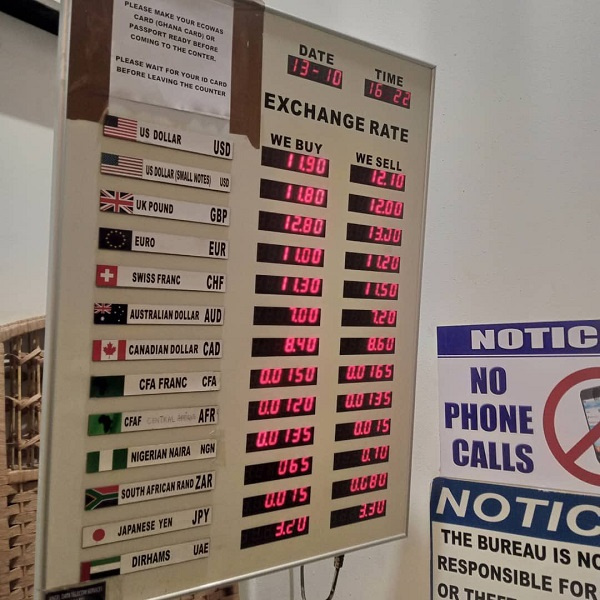 PLEASE MAKE YOUR ECOWAS
CARD (GHANA CARD) OR
PASSPORT READY BEFORE
COMING TO THE CONTER.
PLEASE WAIT FOR YOUR ID CARD
BEFORE LEAVING THE COUNTER
DATE TIME
13-10 16 22
EXCHANGE RATE
WE BUY WE SELL
US DOLLAR USD 11.90 12.10
US DOLLAR (SMALL NOTES) USD 11.80 12.00
UK POUND GBP 12.80 13.00
EURO EUR 11.00 11.20
SWISS FRANC CHF 11.30 11.50
AUSTRALIAN DOLLAR AUD 7.00 7.20
CANADIAN DOLLAR CAD 8.40 8.60
CFA FRANC CFA 0.0150 0.0165
CFAF CENTRAL AFRICA AFR 0.0120 0.0135
NIGERIAN NAIRA NGN 0.0135 0.015
SOUTH AFRICAN RAND ZAR 0.65 0.70
JAPANESE YEN JPY 0.075 0.080
DIRHAMS UAE 3.20 3.30
NOTIC
NO
PHONE
CALLS
NOTIC
THE BUREAU IS NO
RESPONSIBLE FOR
OR THEFT